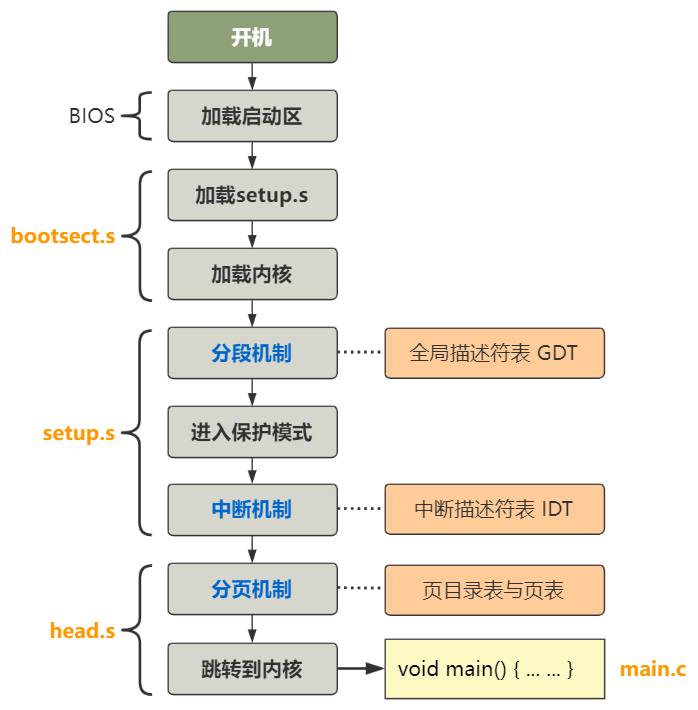 开机
BIOS
加载启动区
加载setup.s
bootsect.s
加载内核
分段机制
全局描述符表 GDT
setup.s
进入保护模式
中断机制
中断描述符表 IDT
分页机制
页目录表与页表
head.s
跳转到内核
void main() { ... ... }
main.c